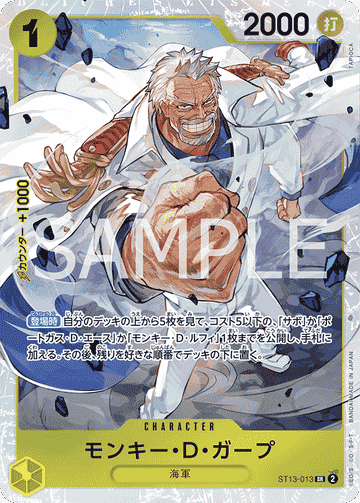 1
2000
打
TAPIOCA
カウンター +1000
SAMPLE
登場時 自分のデッキの上から5枚を見て、コスト5以下の、「サボ」か「ポ
ートガス・D・エース」か「モンキー・D・ルフィ」1枚までを公開し、手札に
加える。その後、残りを好きな順番でデッキの下に置く。
CHARACTER
モンキー・D・ガープ
海軍
ST13-013 SR 2